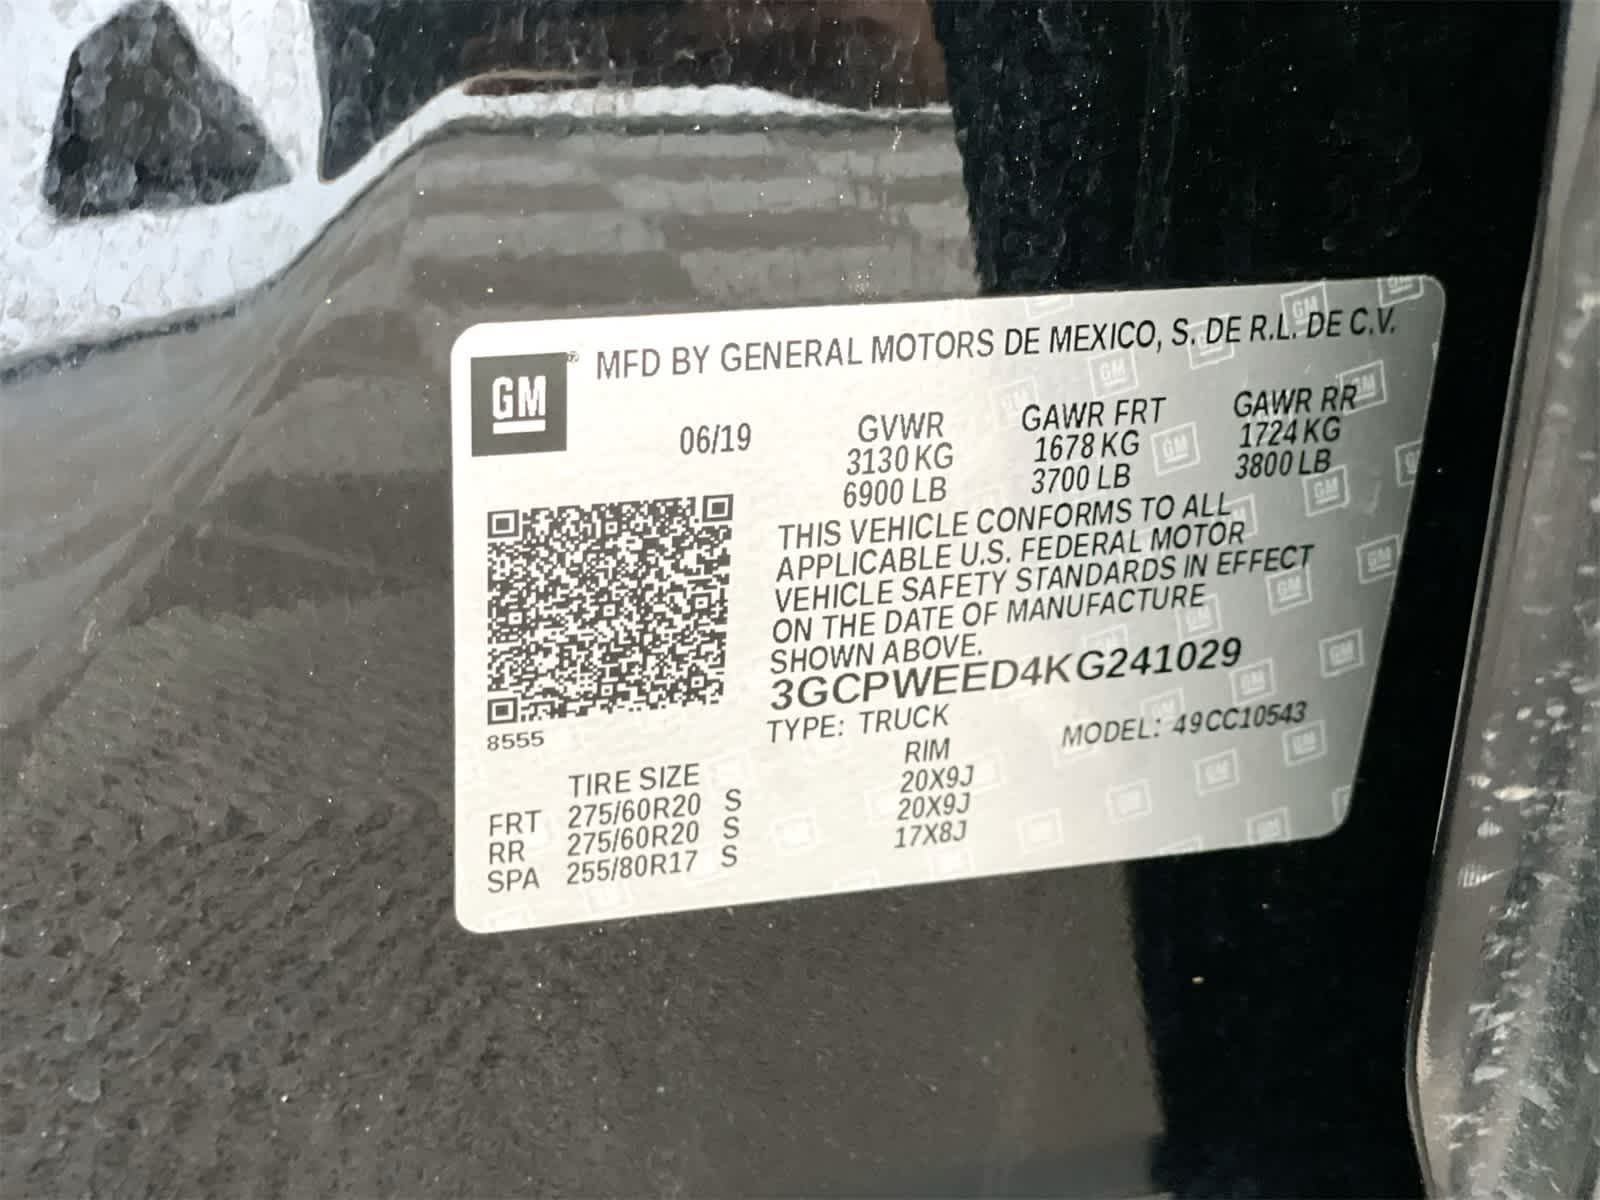 GM® MFD BY GENERAL MOTORS DE MEXICO, S. DE R.L. DE C.V.
06/19 GVWR GAWR FRT GAWR RR
3130 KG 1678 KG 1724 KG
6900 LB 3700 LB 3800 LB
THIS VEHICLE CONFORMS TO ALL
APPLICABLE U.S. FEDERAL MOTOR
VEHICLE SAFETY STANDARDS IN EFFECT
ON THE DATE OF MANUFACTURE
SHOWN ABOVE.
3GCPWEED4KG241029
TYPE: TRUCK MODEL: 49CC10543
8555
TIRE SIZE RIM
FRT 275/60R20 S 20X9J
RR 275/60R20 S 20X9J
SPA 255/80R17 S 17X8J